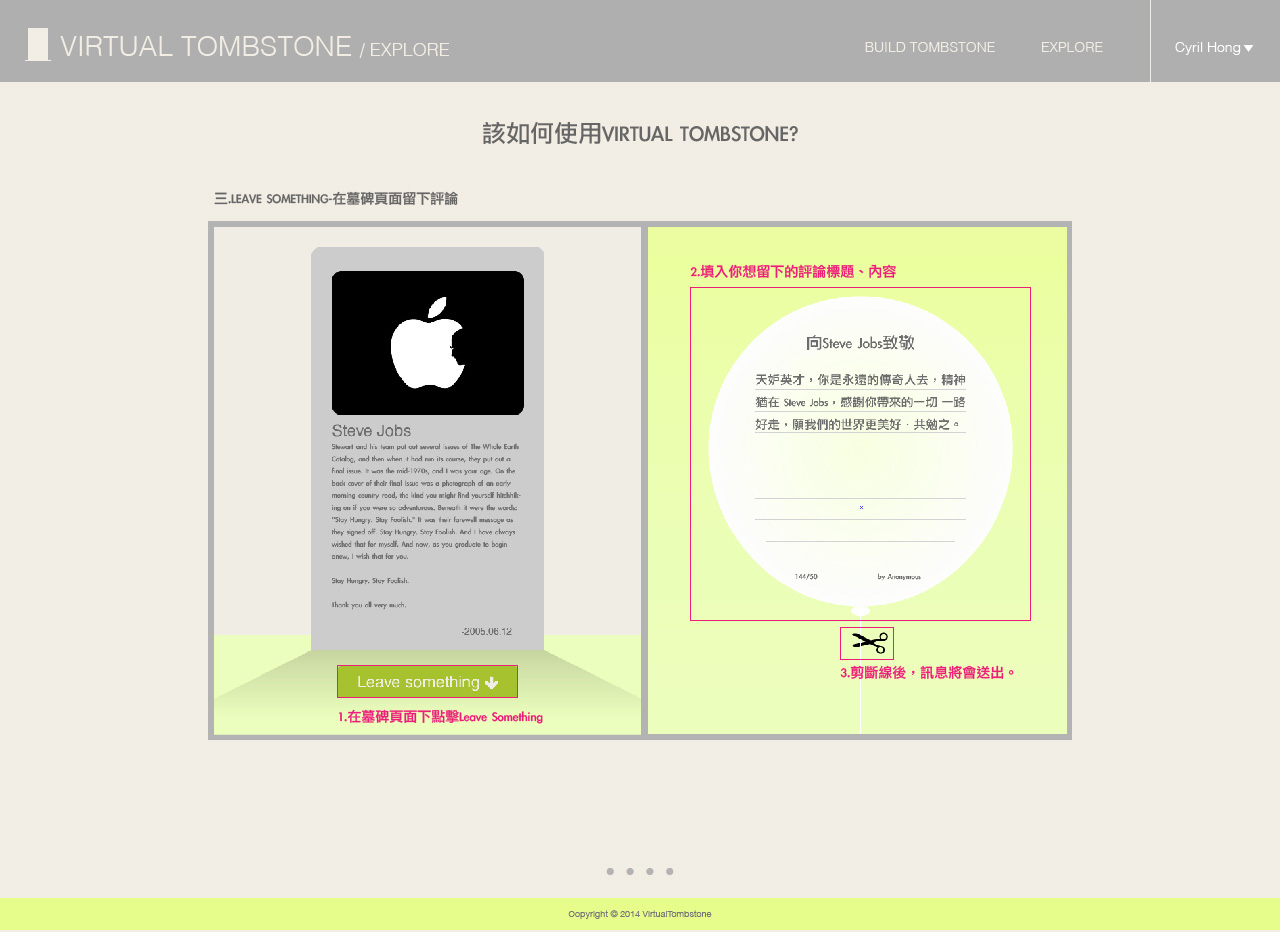 VIRTUAL TOMBSTONE / EXPLORE
BUILD TOMBSTONE
EXPLORE
Cyril Hong
該如何使用VIRTUAL TOMBSTONE?
三.LEAVE SOMETHING-在墓碑頁面留下評論
Steve Jobs
Stewart and his team put out several issues of The Whole Earth
Catalog, and then when it had run its course, they put out a
final issue. It was the mid-1970s, and I was your age. On the
back cover of their final issue was a photograph of an early
morning country road, the kind you might find yourself hitchhik-
ing on if you were so adventurous. Beneath it were the words:
"Stay Hungry. Stay Foolish." It was their farewell message as
they signed off. Stay Hungry. Stay Foolish. And I have always
wished that for myself. And now, as you graduate to begin
anew, I wish that for you.
Stay Hungry. Stay Foolish.
Thank you all very much.
-2005.06.12
Leave something
1.在墓碑頁面下點擊Leave Something
2.填入你想留下的評論標題、內容
向Steve Jobs致敬
天妒英才，你是永遠的傳奇人去，精神
猶在 Steve Jobs，感謝你帶來的一切 一路
好走，願我們的世界更美好．共勉之。
144/50
by Anonymous
3.剪斷線後，訊息將會送出。
Copyright © 2014 VirtualTombstone